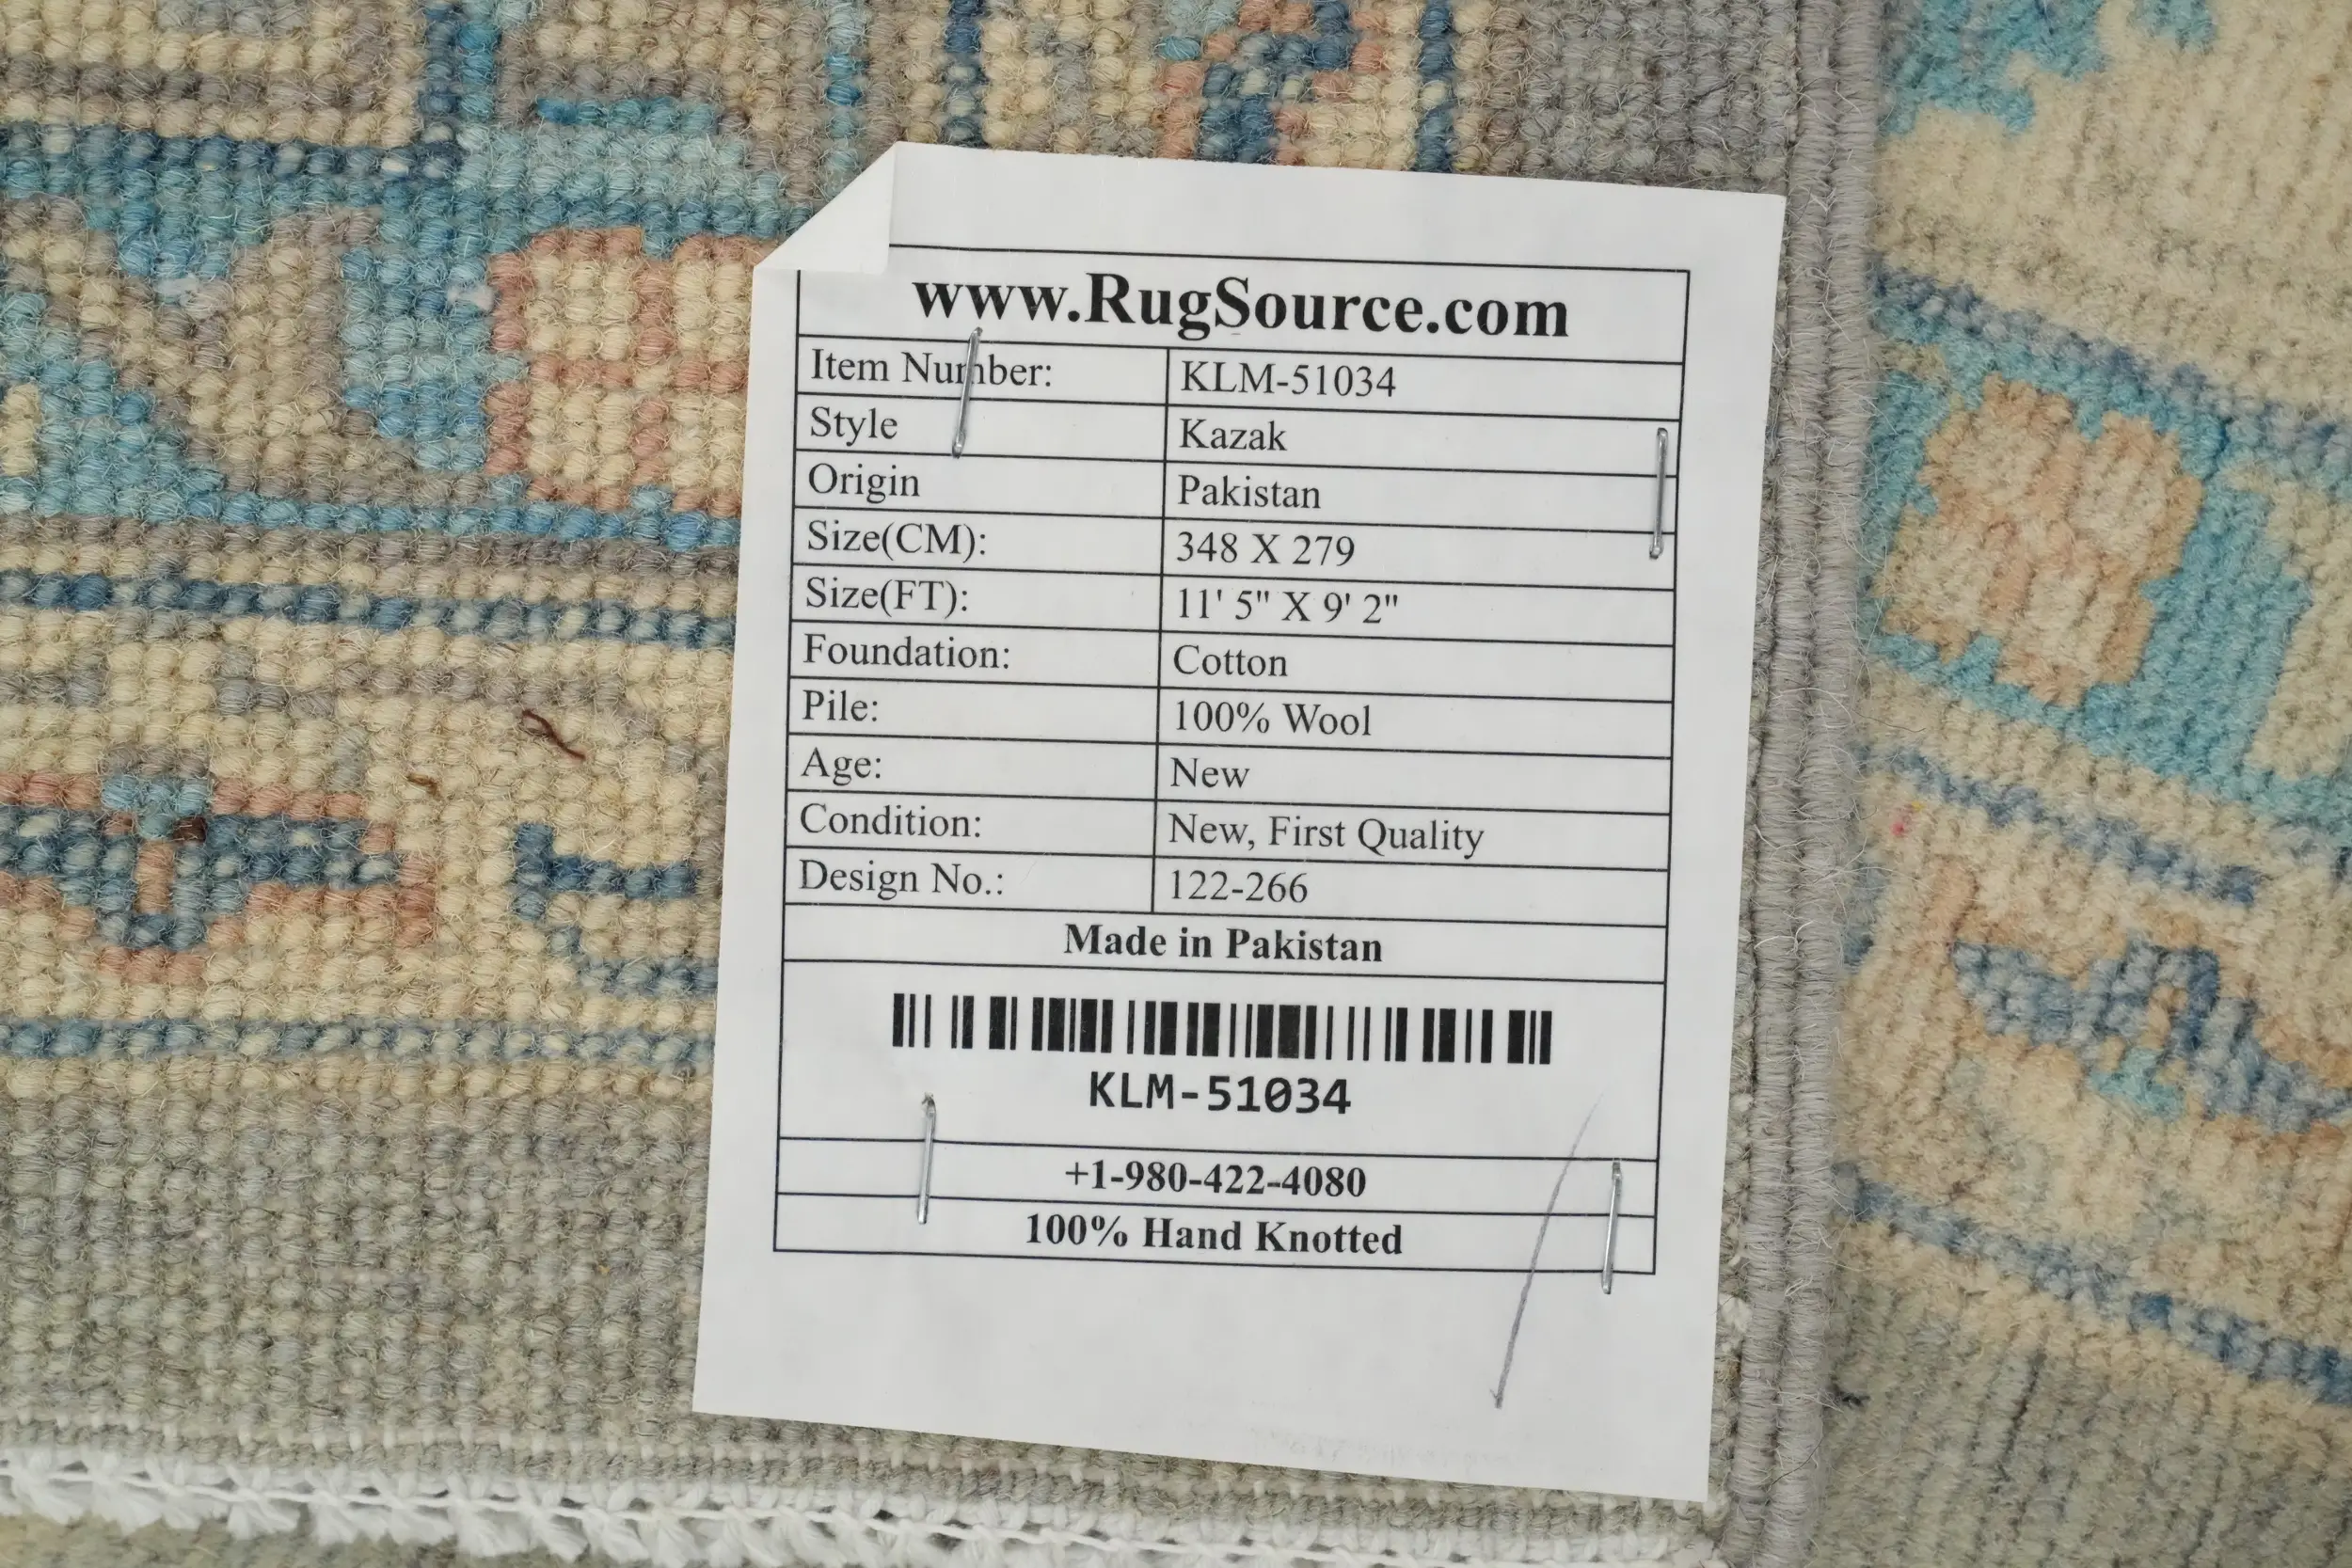 www.RugSource.com
Item Number: KLM-51034
Style Kazak
Origin Pakistan
Size(CM): 348 X 279
Size(FT): 11' 5" X 9' 2"
Foundation: Cotton
Pile: 100% Wool
Age: New
Condition: New, First Quality
Design No.: 122-266
Made in Pakistan
KLM-51034
+1-980-422-4080
100% Hand Knotted